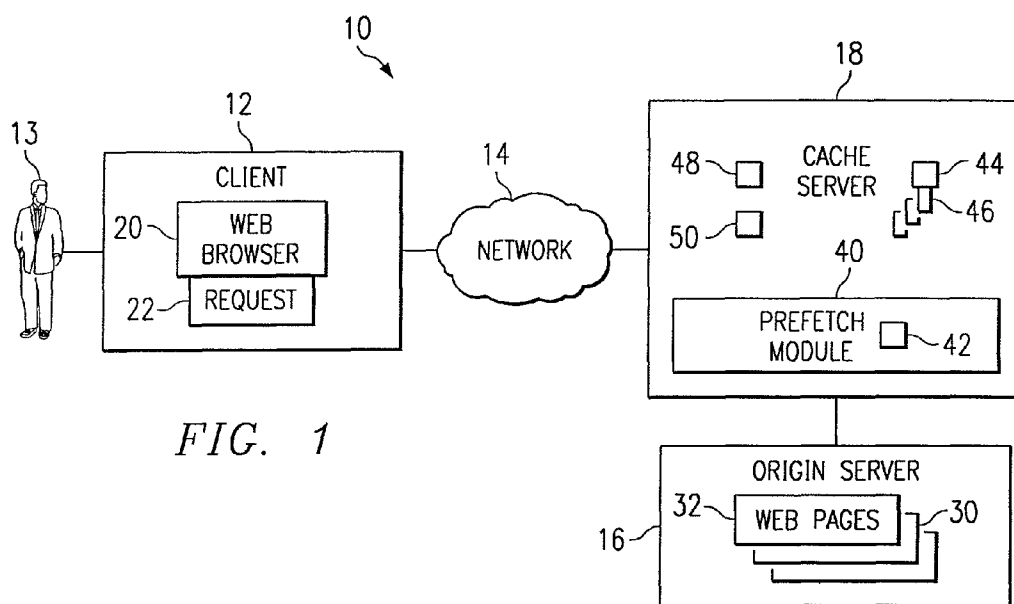 10
18
12
13
CLIENT
14
48
CACHE
SERVER
44
20
WEB
BROWSER
46
NETWORK
50
22
REQUEST
40
PREFETCH
MODULE
42
FIG. 1
ORIGIN SERVER
32
WEB PAGES
30
16